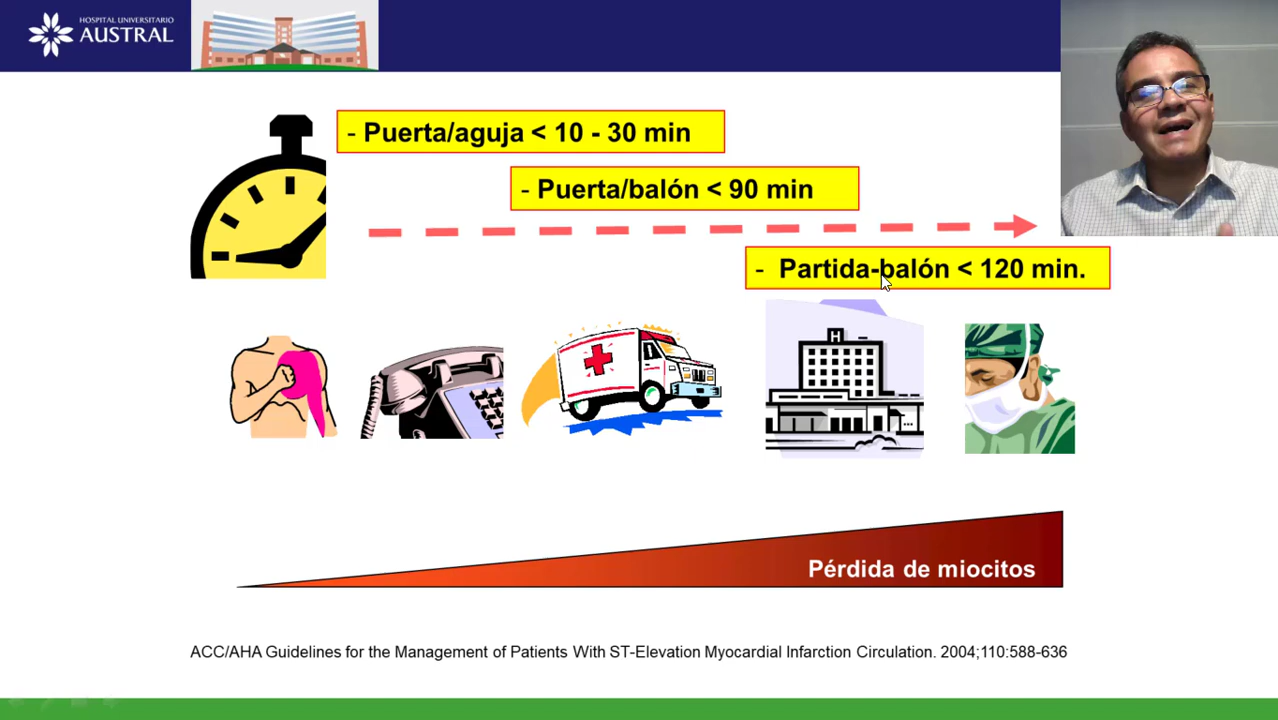 HOSPITAL UNIVERSITARIO
AUSTRAL
- Puerta/aguja < 10 - 30 min
- Puerta/balón < 90 min
- Partida-balón < 120 min.
H
Pérdida de miocitos
ACC/AHA Guidelines for the Management of Patients With ST-Elevation Myocardial Infarction Circulation. 2004;110:588-636